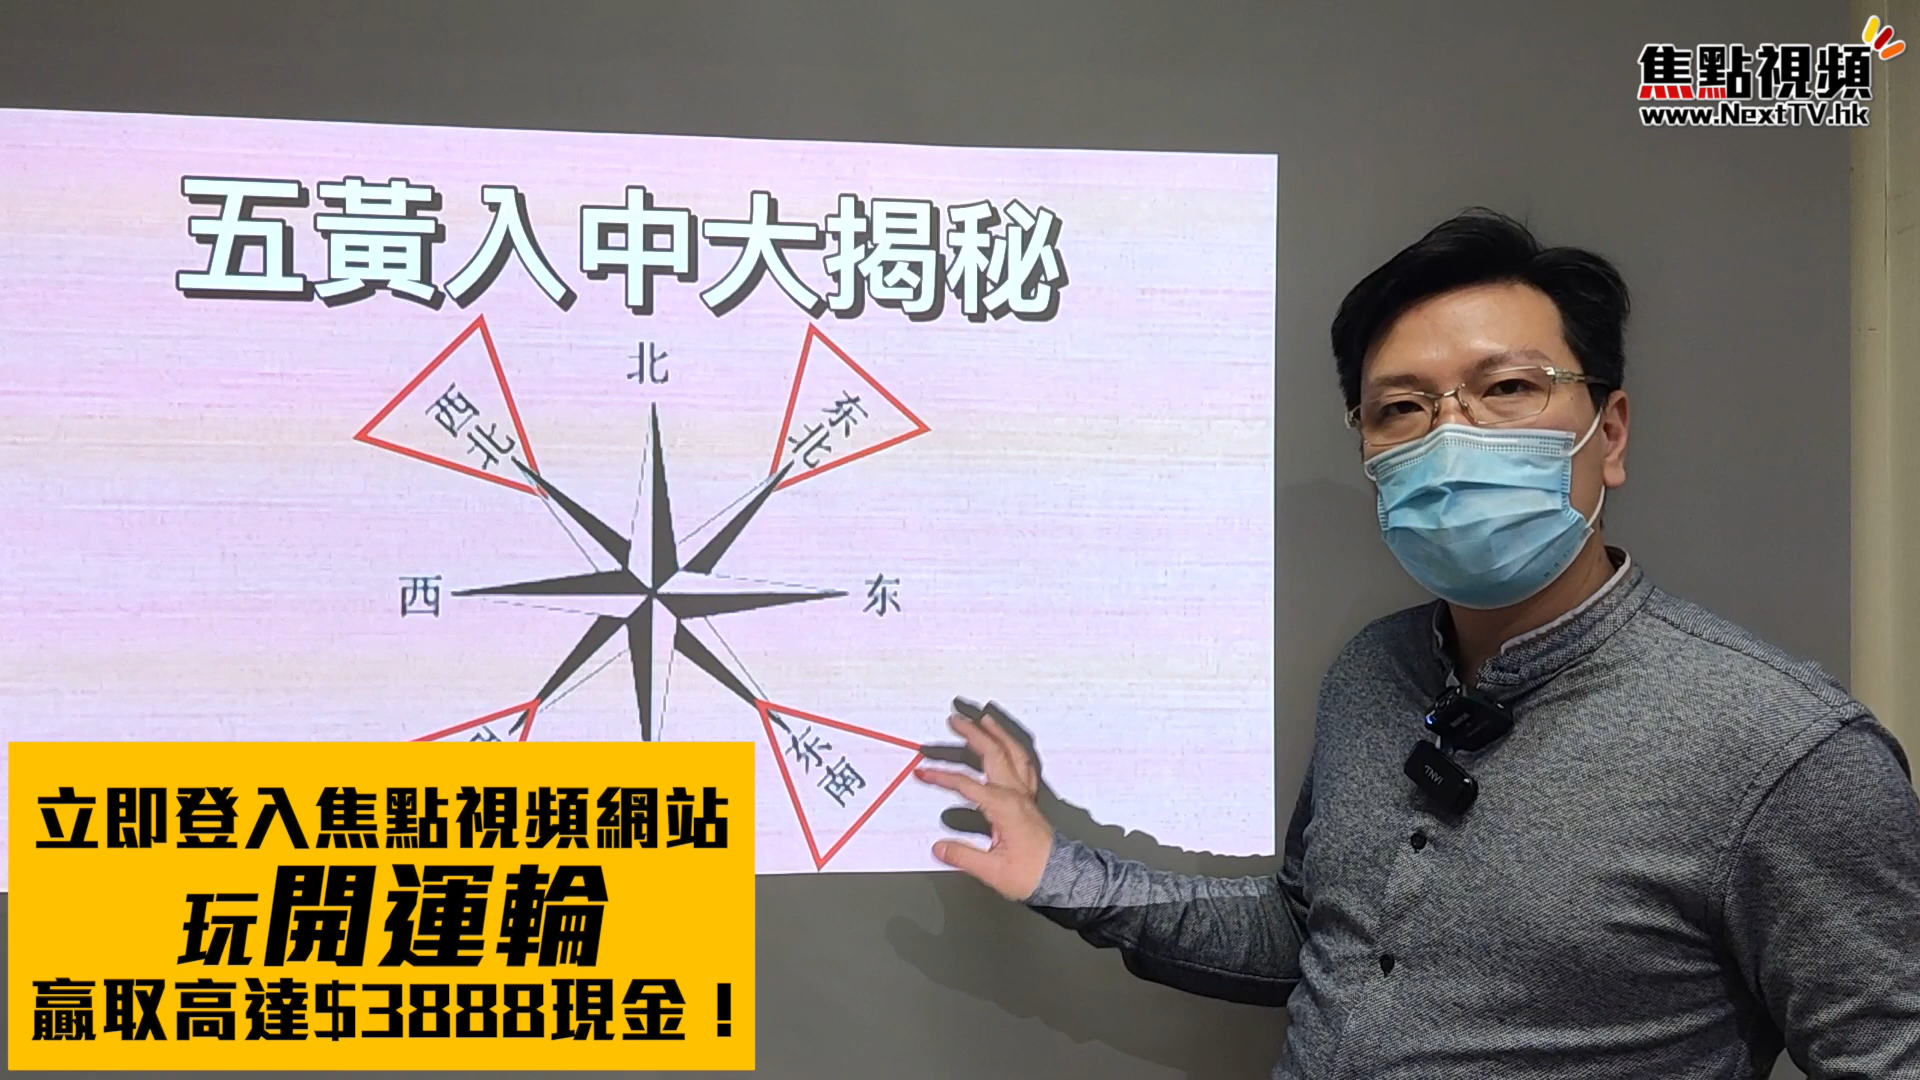 焦點視頻
www.NextTV.hk
五黃入中大揭秘
北
西北
东北
西
东
东南
TNVI
立即登入焦點視頻網站
玩開運輪
贏取高達$3888現金！